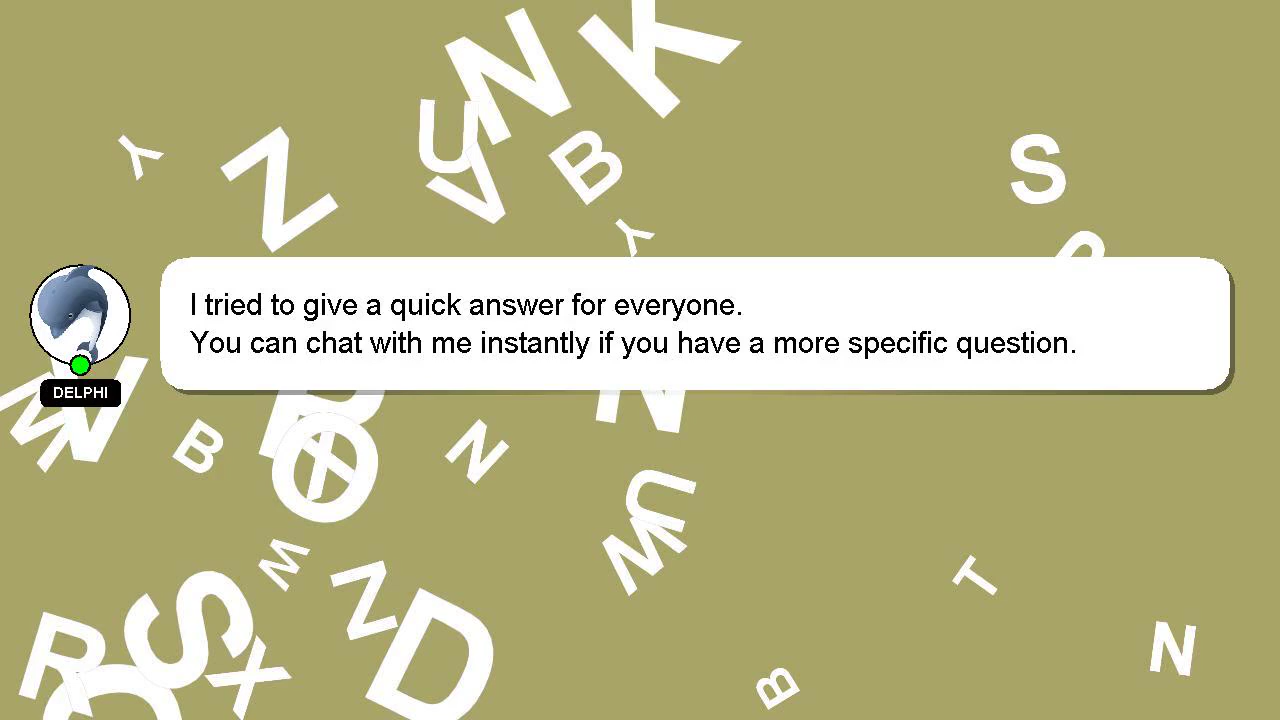 K
N
U
Y
Z
B
V
S
Y
I tried to give a quick answer for everyone.
You can chat with me instantly if you have a more specific question.
DELPHI
W
B
R
O
X
N
N
U
W
M
Z
T
S
D
R
X
N
B